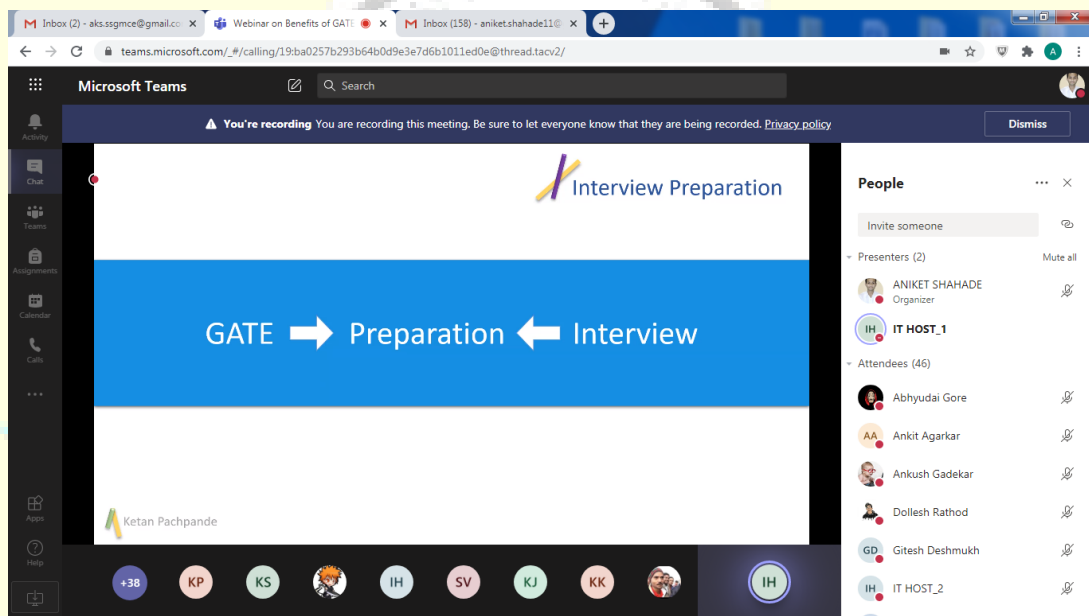 Inbox (2) - aks.ssgmce@gmail.co
Webinar on Benefits of GATE
Inbox (158) - aniket.shahade11@
teams.microsoft.com/_#/calling/19:ba0257b293b64b0d9e3e7d6b1011ed0e@thread.tacv2/
A
Microsoft Teams
Search
You're recording You are recording this meeting. Be sure to let everyone know that they are being recorded. Privacy policy
Dismiss
Activity
Chat
Teams
Assignments
Calendar
Calls
Apps
Help
Interview Preparation
GATE Preparation Interview
Ketan Pachpande
+38 KP KS IH SV KJ KK IH
People
Invite someone
Presenters (2) Mute all
ANIKET SHAHADE
Organizer
IH IT HOST_1
Attendees (46)
Abhyudai Gore
AA Ankit Agarkar
Ankush Gadekar
Dollesh Rathod
GD Gitesh Deshmukh
IH IT HOST_2